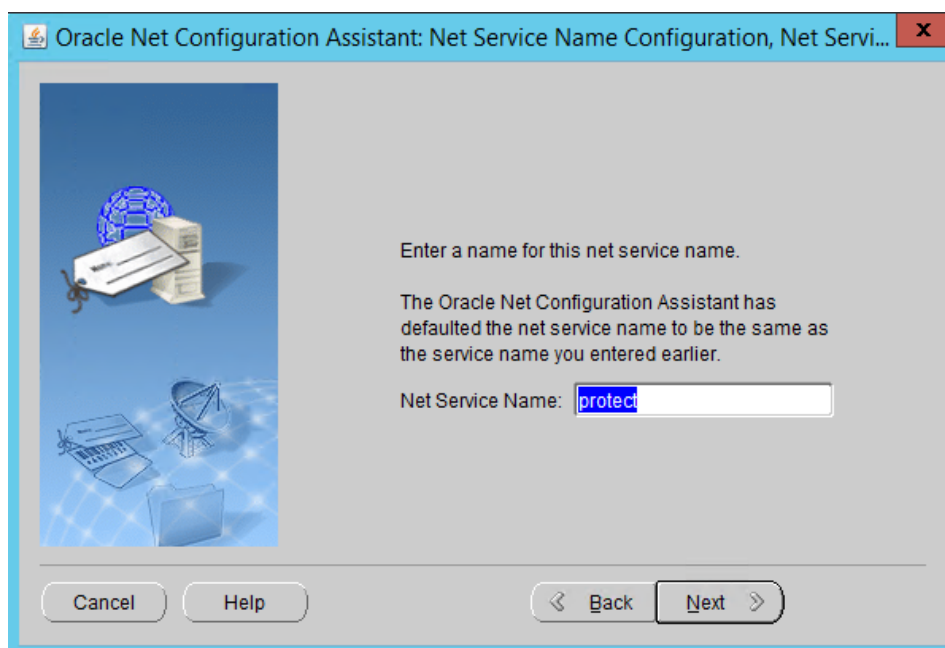 Oracle Net Configuration Assistant: Net Service Name Configuration, Net Servi...
x
Enter a name for this net service name.
The Oracle Net Configuration Assistant has
defaulted the net service name to be the same as
the service name you entered earlier.
Net Service Name: protect
Cancel Help Back Next